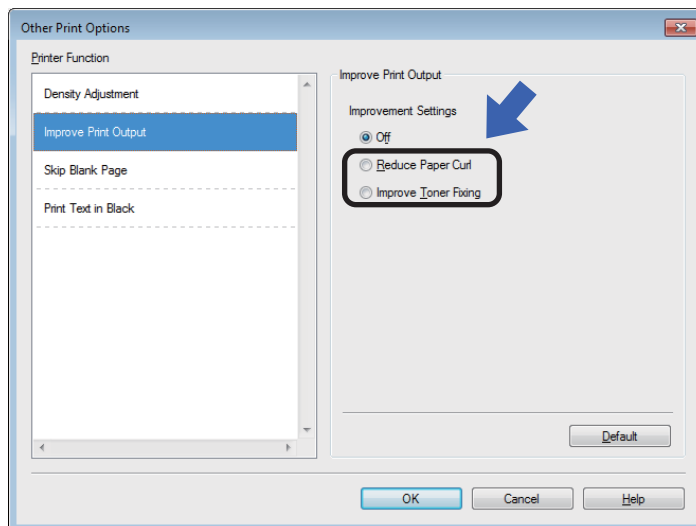 Other Print Options
Printer Function
Density Adjustment
Improve Print Output
Skip Blank Page
Print Text in Black
Improve Print Output
Improvement Settings
Off
Reduce Paper Curl
Improve Toner Fixing
Default
OK
Cancel
Help